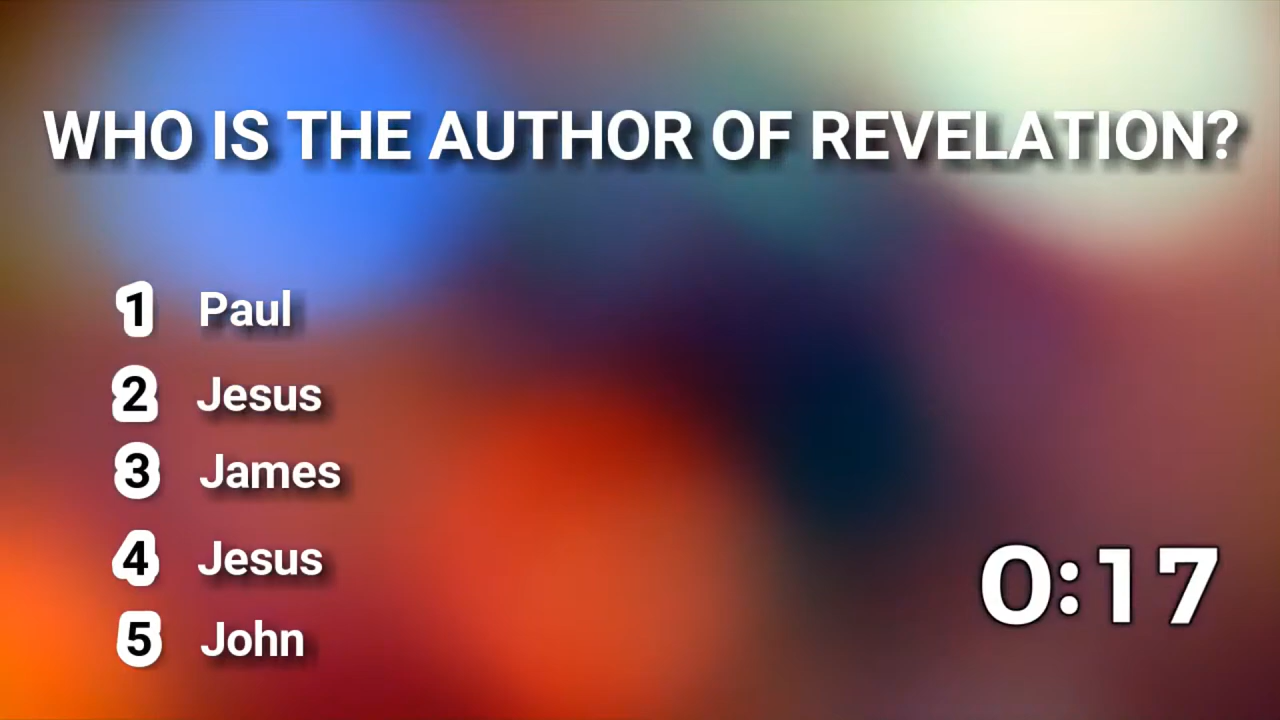 WHO IS THE AUTHOR OF REVELATION?
1 Paul
2 Jesus
3 James
4 Jesus
5 John
0:17